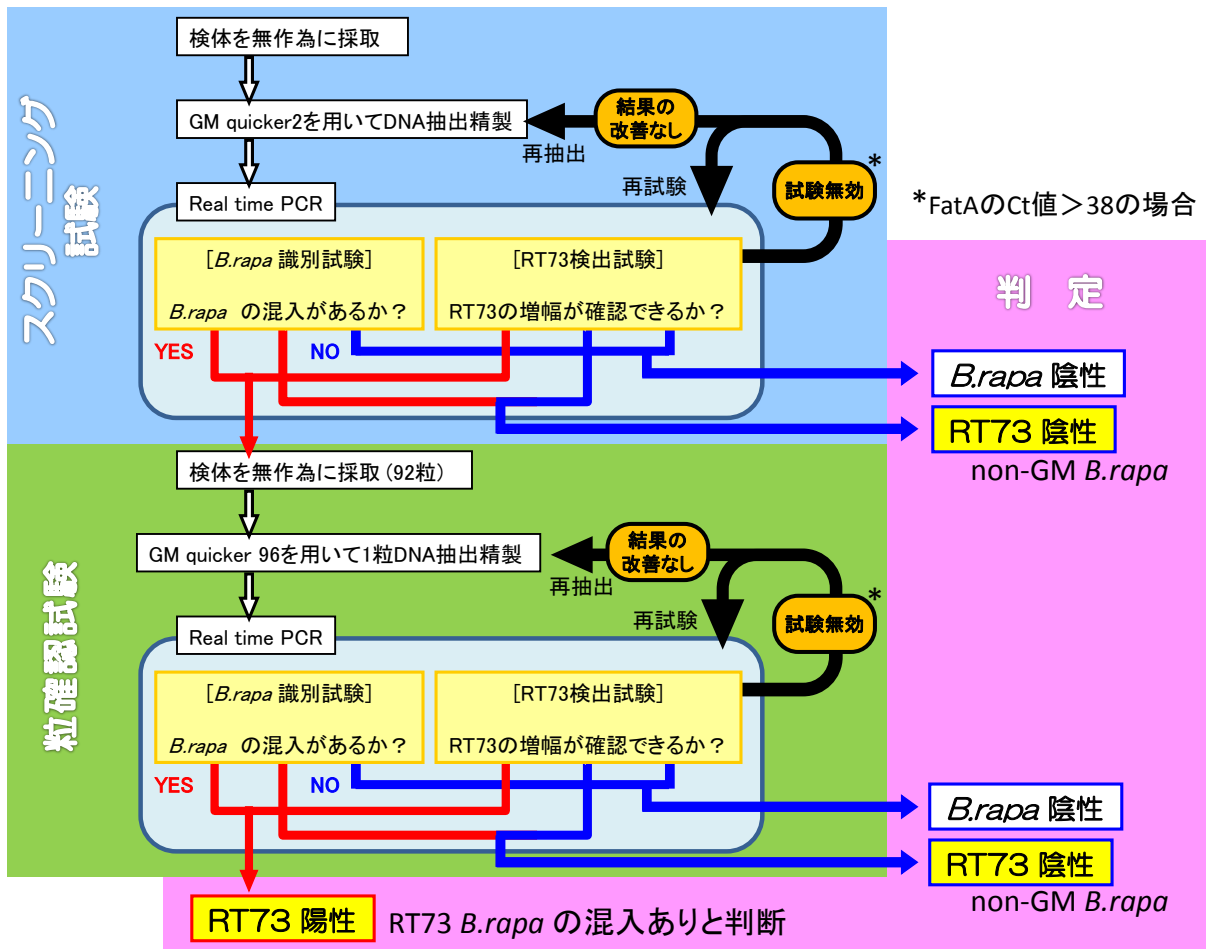 スクリーニング
試験
検体を無作為に採取
GM quicker2を用いてDNA抽出精製
結果の
改善なし
再抽出
再試験
試験無効
*
Real time PCR
[B.rapa 識別試験]
B.rapa の混入があるか？
[RT73検出試験]
RT73の増幅が確認できるか？
YES
NO
*FatAのCt値＞38の場合
判 定
B.rapa 陰性
RT73 陰性
non-GM B.rapa
粒確認試験
検体を無作為に採取 (92粒)
GM quicker 96を用いて1粒DNA抽出精製
結果の
改善なし
再抽出
再試験
試験無効
*
Real time PCR
[B.rapa 識別試験]
B.rapa の混入があるか？
[RT73検出試験]
RT73の増幅が確認できるか？
YES
NO
B.rapa 陰性
RT73 陰性
non-GM B.rapa
RT73 陽性
RT73 B.rapa の混入ありと判断